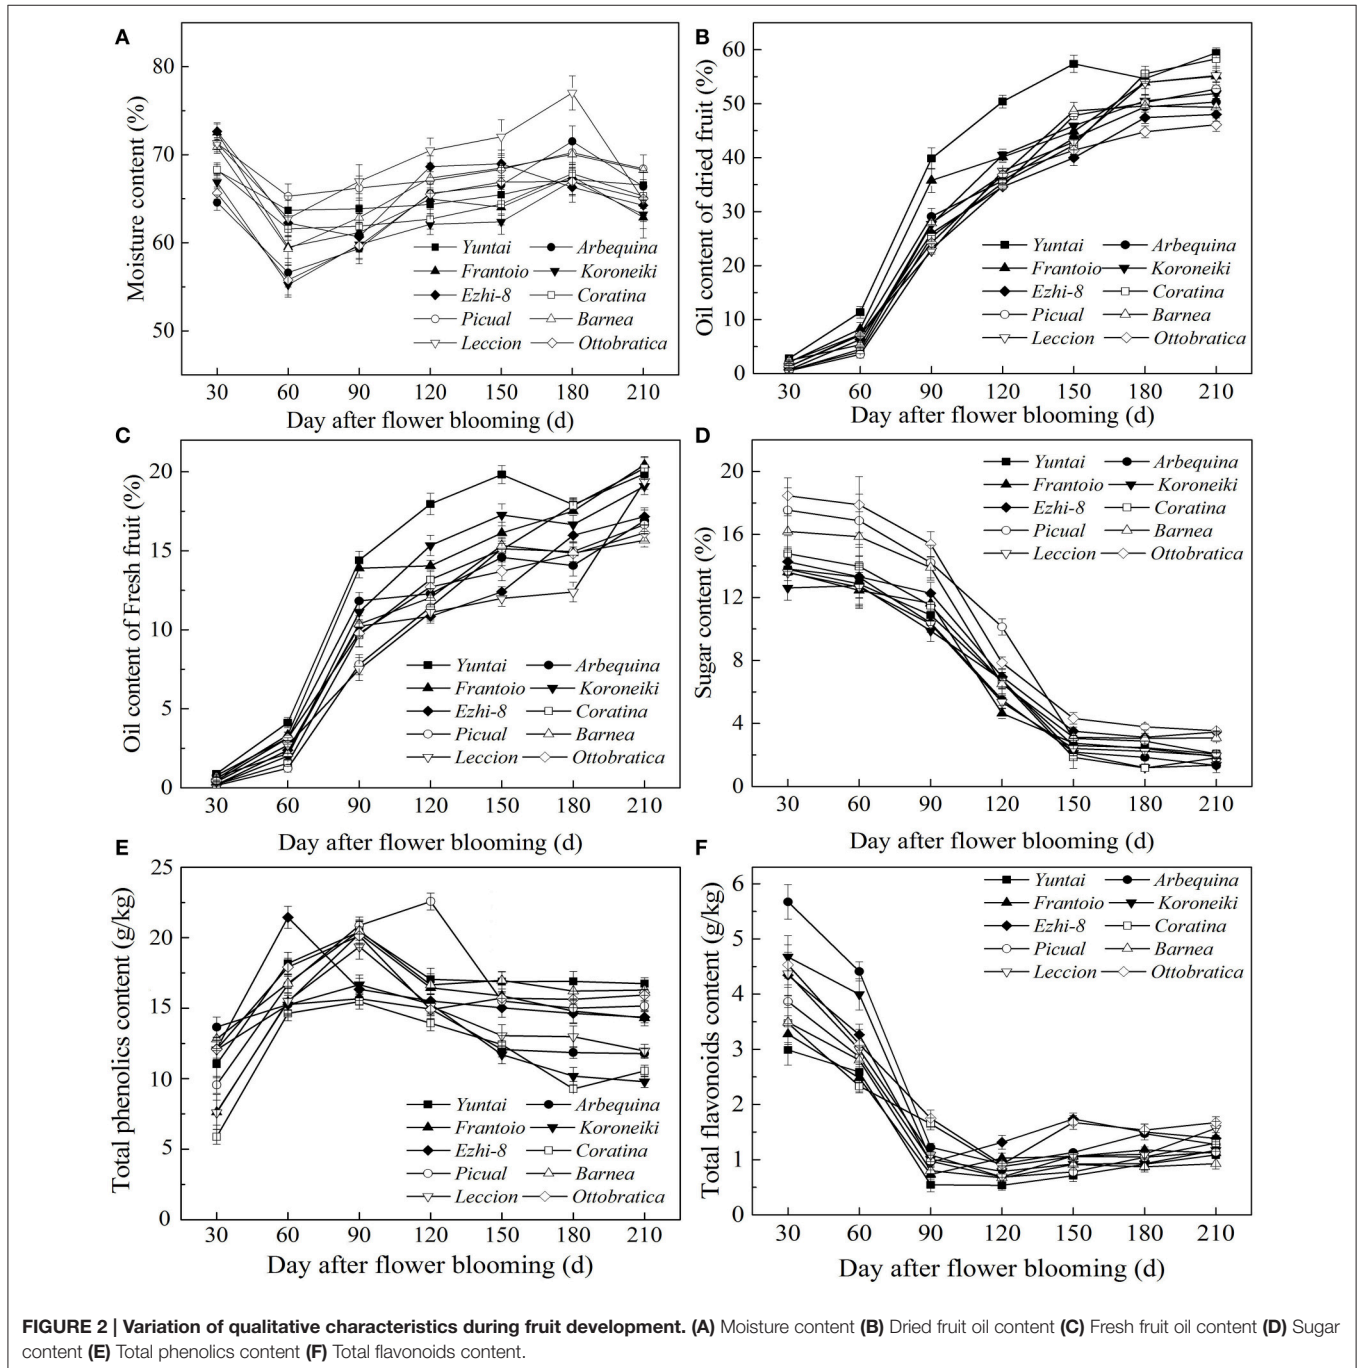 A
Moisture content (%)
80
70
60
50
Yuntai Arbequina
Frantoio Koroneiki
Ezhi-8 Coratina
Picual Barnea
Leccion Ottobratica
30 60 90 120 150 180 210
Day after flower blooming (d)
B
Oil content of dried fruit (%)
60
50
40
30
20
10
0
Yuntai Arbequina
Frantoio Koroneiki
Ezhi-8 Coratina
Picual Barnea
Leccion Ottobratica
30 60 90 120 150 180 210
Day after flower blooming (d)
C
Oil content of Fresh fruit (%)
20
15
10
5
0
Yuntai Arbequina
Frantoio Koroneiki
Ezhi-8 Coratina
Picual Barnea
Leccion Ottobratica
30 60 90 120 150 180 210
Day after flower blooming (d)
D
Sugar content (%)
20
16
12
8
4
0
Yuntai Arbequina
Frantoio Koroneiki
Ezhi-8 Coratina
Picual Barnea
Leccion Ottobratica
30 60 90 120 150 180 210
Day after flower blooming (d)
E
Total phenolics content (g/kg)
25
20
15
10
5
0
Yuntai Arbequina
Frantoio Koroneiki
Ezhi-8 Coratina
Picual Barnea
Leccion Ottobratica
30 60 90 120 150 180 210
Day after flower blooming (d)
F
Total flavonoids content (g/kg)
6
5
4
3
2
1
0
Yuntai Arbequina
Frantoio Koroneiki
Ezhi-8 Coratina
Picual Barnea
Leccion Ottobratica
30 60 90 120 150 180 210
Day after flower blooming (d)
FIGURE 2 | Variation of qualitative characteristics during fruit development. (A) Moisture content (B) Dried fruit oil content (C) Fresh fruit oil content (D) Sugar
content (E) Total phenolics content (F) Total flavonoids content.